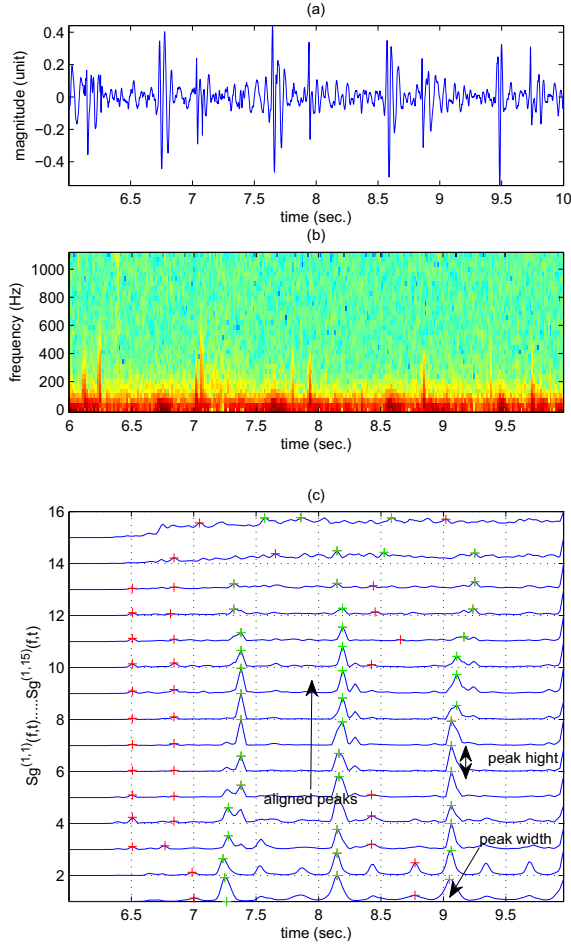 (a)
magnitude (unit)
0.4
0.2
0
−0.2
−0.4
6.5 7 7.5 8 8.5 9 9.5 10
time (sec.)
(b)
frequency (Hz)
1000
800
600
400
200
0
6 6.5 7 7.5 8 8.5 9 9.5
time (sec.)
(c)
Sg(1,1)(f,t).....Sg(1,15)(f,t)
16
14
12
10
8
6
4
2
peak hight
aligned peaks
peak width
6.5 7 7.5 8 8.5 9 9.5
time (sec.)